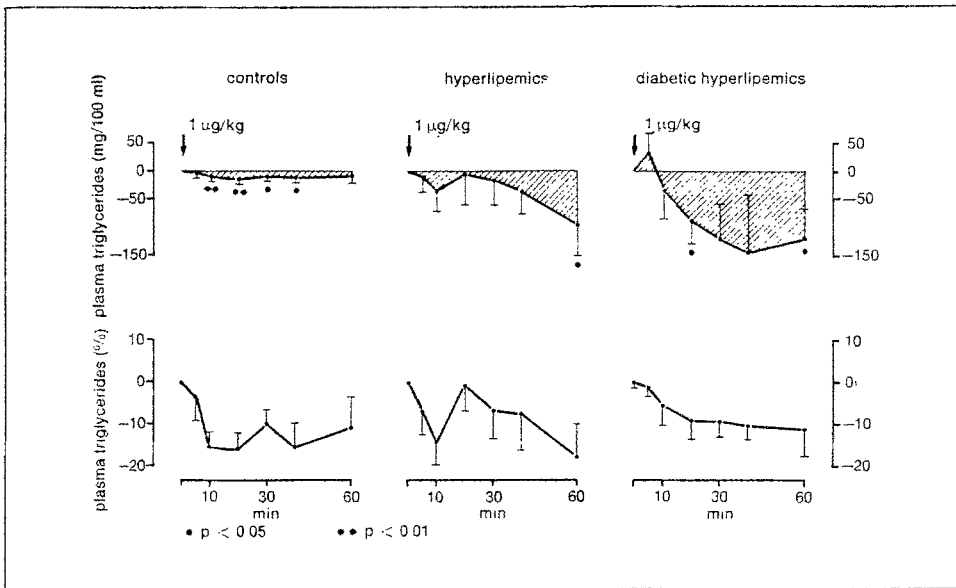 controls hyperlipemics diabetic hyperlipemics
1 µg/kg 1 µg/kg 1 µg/kg
plasma triglycerides (mg/100 ml)
50 50
0 0
−50 −50
−150 −150
plasma triglycerides (%)
10 10
0 0
−10 −10
−20 −20
10 30 60 10 30 60 10 30 60
min min min
• p < 0 05 •• p < 0 01